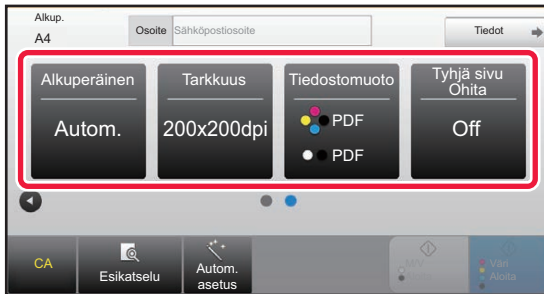 Alkup.
A4
Osoite
Sähköpostiosoite
Tiedot
Alkuperäinen
Autom.
Tarkkuus
200x200dpi
Tiedostomuoto
PDF
PDF
Tyhjä sivu
Ohita
Off
CA
Esikatselu
Autom.
asetus
M/V
Aloita
Väri
Aloita